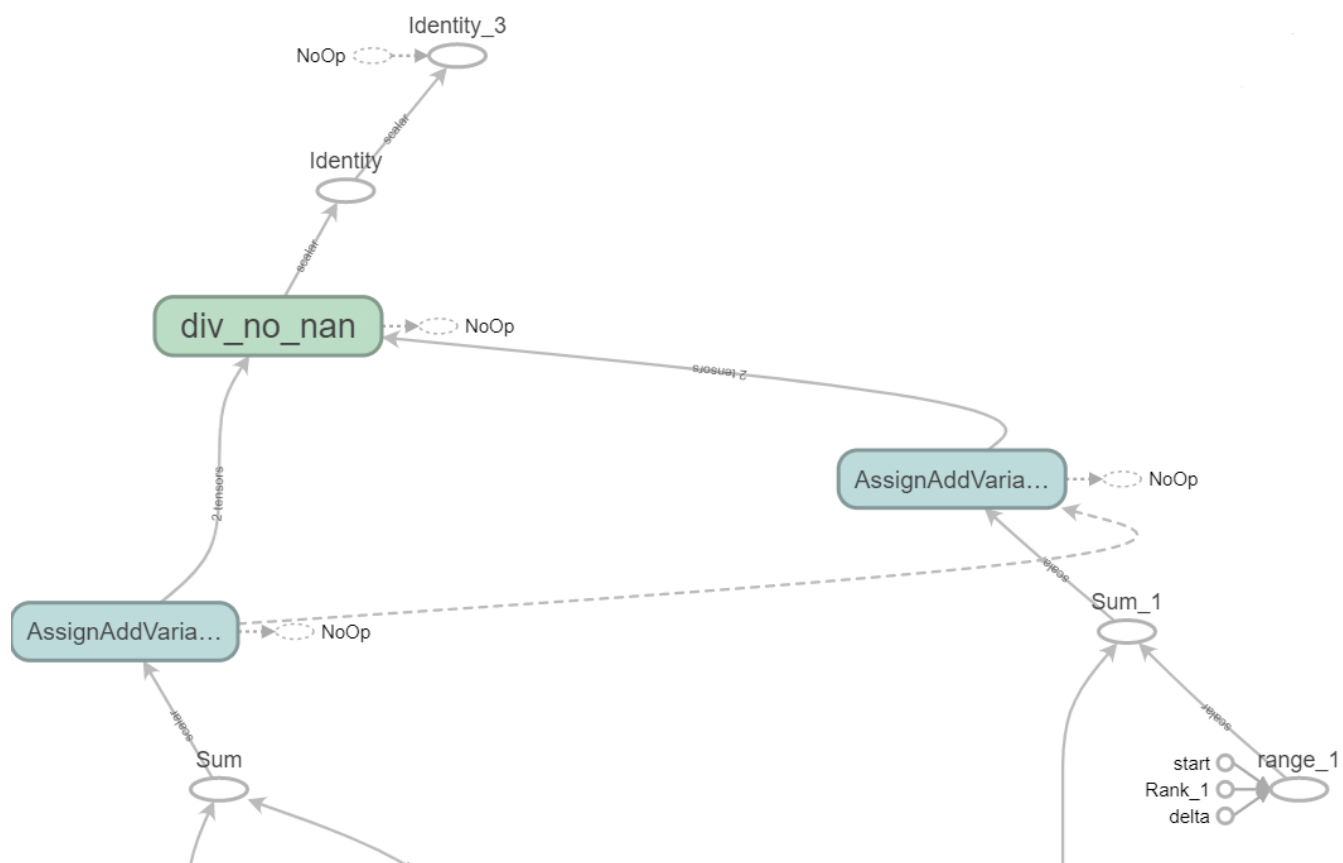 Identity_3
NoOp
scalar
Identity
scalar
div_no_nan
NoOp
2 tensors
2 tensors
AssignAddVaria...
NoOp
scalar
AssignAddVaria...
NoOp
Sum_1
scalar
Sum
scalar
range_1
start
Rank_1
delta